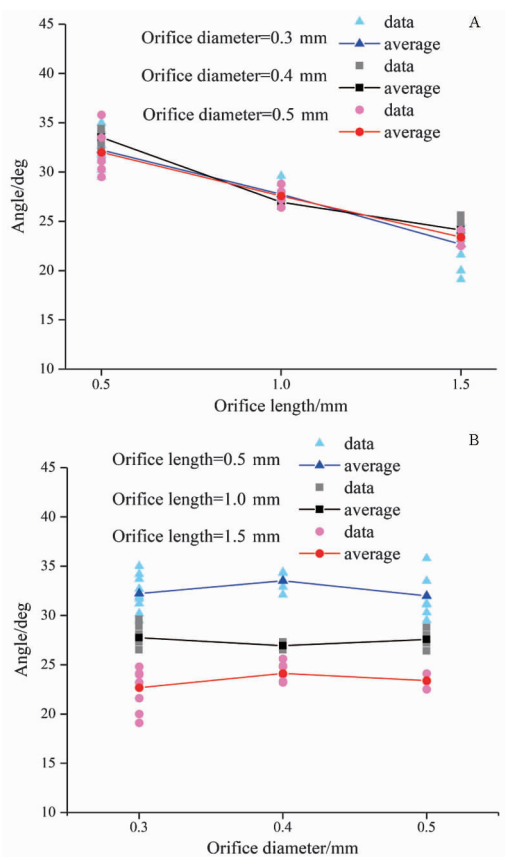 A
Orifice diameter=0.3 mm
data
average
Orifice diameter=0.4 mm
data
average
Orifice diameter=0.5 mm
data
average
45
40
35
30
25
20
15
10
Angle/deg
0.5 1.0 1.5
Orifice length/mm
B
Orifice length=0.5 mm
data
average
Orifice length=1.0 mm
data
average
Orifice length=1.5 mm
data
average
45
40
35
30
25
20
15
10
Angle/deg
0.3 0.4 0.5
Orifice diameter/mm